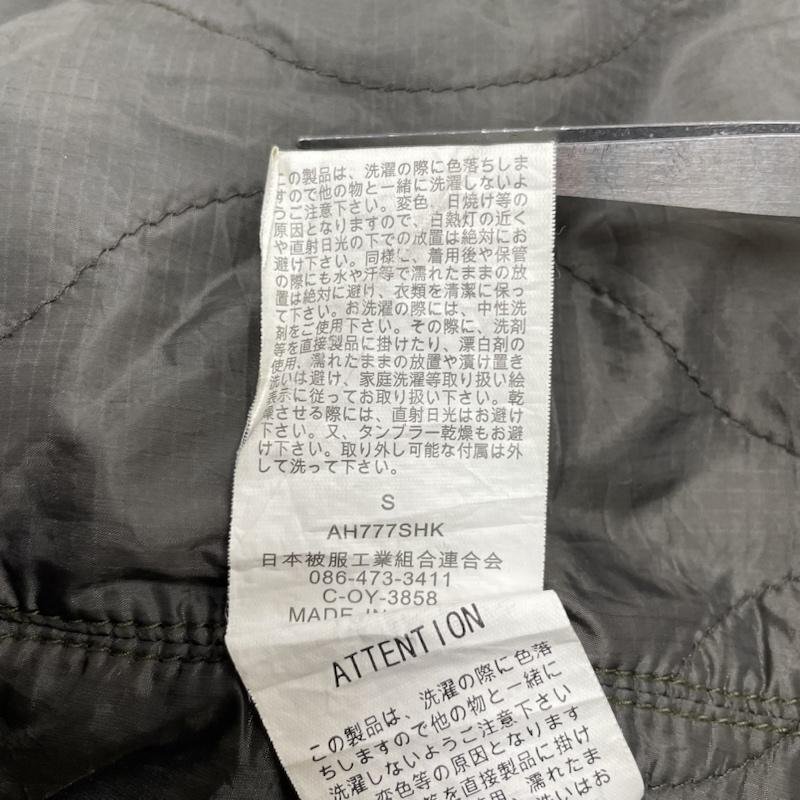 この製品は、洗濯の際に色落ちしま
すので他の物と一緒に洗濯しないよ
うご注意下さい。変色、日焼け等の
原因となりますので、白熱灯の近く
や直射日光の下での放置は絶対にお
避け下さい。同様に、着用後や保管
の際にも水や汗等で濡れたままの放
置は絶対に避け、衣類を清潔に保っ
て下さい。お洗濯の際には、中性洗
剤をご使用下さい。その際に、洗剤
等を直接製品に掛けたり、漂白剤の
使用、濡れたままの放置や漬け置き
洗いは避け、家庭洗濯等取り扱い絵
表示に従ってお取り扱い下さい。乾
燥させる際には、直射日光はお避け
下さい。又、タンブラー乾燥もお避
け下さい。取り外し可能な付属は外
して洗って下さい。
S
AH777SHK
日本被服工業組合連合会
086-473-3411
C-OY-3858
MADE IN
ATTENTION
この製品は、洗濯の際に色落
ちしますので他の物と一緒に
洗濯しないようご注意下さい
変色等の原因となります
等を直接製品に掛け
使用、濡れたま
洗いはお